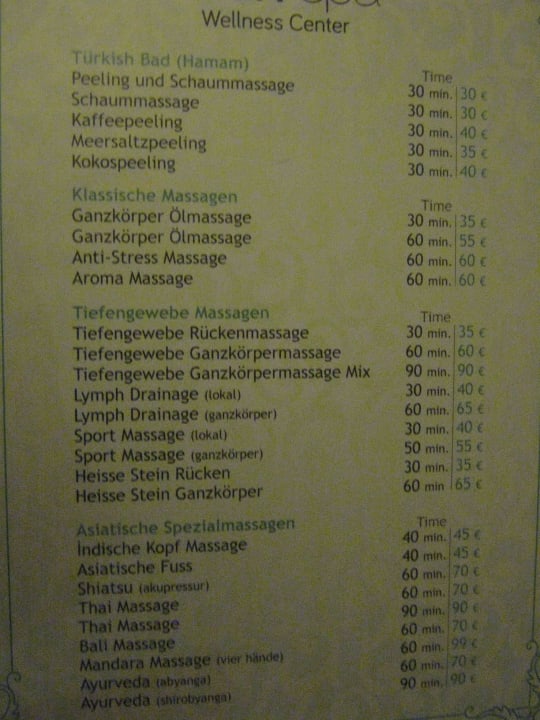 Wellness Center
Türkish Bad (Hamam) Time
Peeling und Schaummassage 30 min. 30 €
Schaummassage 30 min. 30 €
Kaffeepeeling 30 min. 40 €
Meersaltzpeeling 30 min. 35 €
Kokospeeling 30 min. 40 €
Klassische Massagen Time
Ganzkörper Ölmassage 30 min. 35 €
Ganzkörper Ölmassage 60 min. 55 €
Anti-Stress Massage 60 min. 60 €
Aroma Massage 60 min. 60 €
Tiefengewebe Massagen Time
Tiefengewebe Rückenmassage 30 min. 35 €
Tiefengewebe Ganzkörpermassage 60 min. 60 €
Tiefengewebe Ganzkörpermassage Mix 90 min. 90 €
Lymph Drainage (lokal) 30 min. 40 €
Lymph Drainage (ganzkörper) 60 min. 65 €
Sport Massage (lokal) 30 min. 40 €
Sport Massage (ganzkörper) 50 min. 55 €
Heisse Stein Rücken 30 min. 35 €
Heisse Stein Ganzkörper 60 min 65 €
Asiatische Spezialmassagen Time
İndische Kopf Massage 40 min. 45 €
Asiatische Fuss 40 min. 45 €
Shiatsu (akupressur) 60 min. 70 €
Thai Massage 60 min. 70 €
Thai Massage 90 min. 90 €
Bali Massage 60 min. 70 €
Mandara Massage (vier hände) 60 min. 99 €
Ayurveda (abyanga) 60 min. 70 €
Ayurveda (shirobyanga) 90 min. 90 €